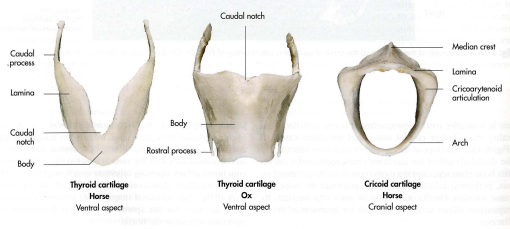 Caudal notch
Caudal
process
Lamina
Caudal
notch
Body
Body
Rostral process
Median crest
Lamina
Cricoarytenoid
articulation
Arch
Thyroid cartilage
Horse
Ventral aspect
Thyroid cartilage
Ox
Ventral aspect
Cricoid cartilage
Horse
Cranial aspect